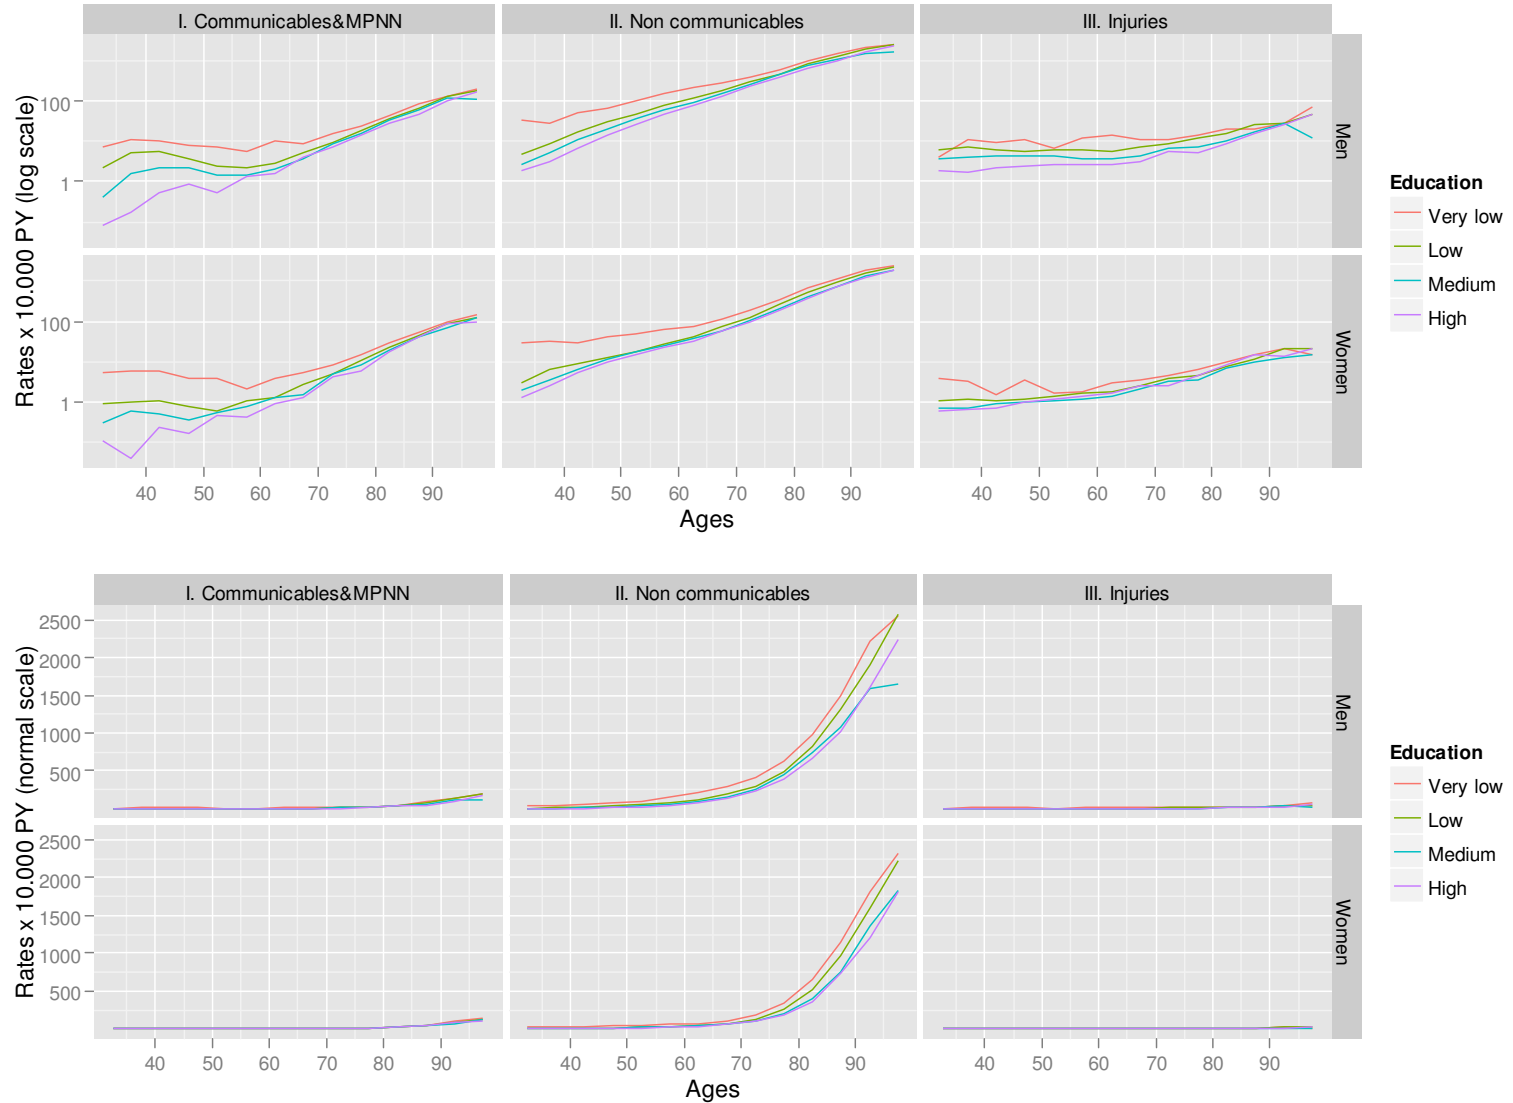 I. Communicables&MPNN
II. Non communicables
III. Injuries
Rates x 10.000 PY (log scale)
100
1
Men
100
1
Women
40 50 60 70 80 90
40 50 60 70 80 90
40 50 60 70 80 90
Ages
Education
Very low
Low
Medium
High
I. Communicables&MPNN
II. Non communicables
III. Injuries
Rates x 10.000 PY (normal scale)
2500
2000
1500
1000
500
Men
2500
2000
1500
1000
500
Women
40 50 60 70 80 90
40 50 60 70 80 90
40 50 60 70 80 90
Ages
Education
Very low
Low
Medium
High